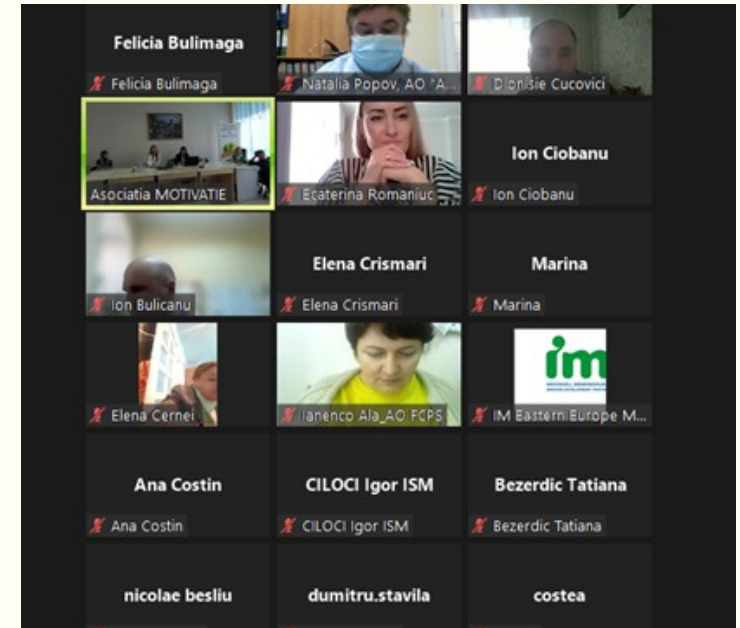 Felicia Bulimaga
Felicia Bulimaga
Natalia Popov, AO "A...
Dionisie Cucovici
Asociatia MOTIVATIE
Ecaterina Romaniuc
Ion Ciobanu
Ion Ciobanu
Ion Bulicanu
Elena Crismari
Elena Crismari
Marina
Marina
Elena Cernei
Ianenco Ala_AO FCPS
im
IM Eastern Europe M...
Ana Costin
Ana Costin
CILOCI Igor ISM
CILOCI Igor ISM
Bezerdic Tatiana
Bezerdic Tatiana
nicolae besliu
dumitru.stavila
costea